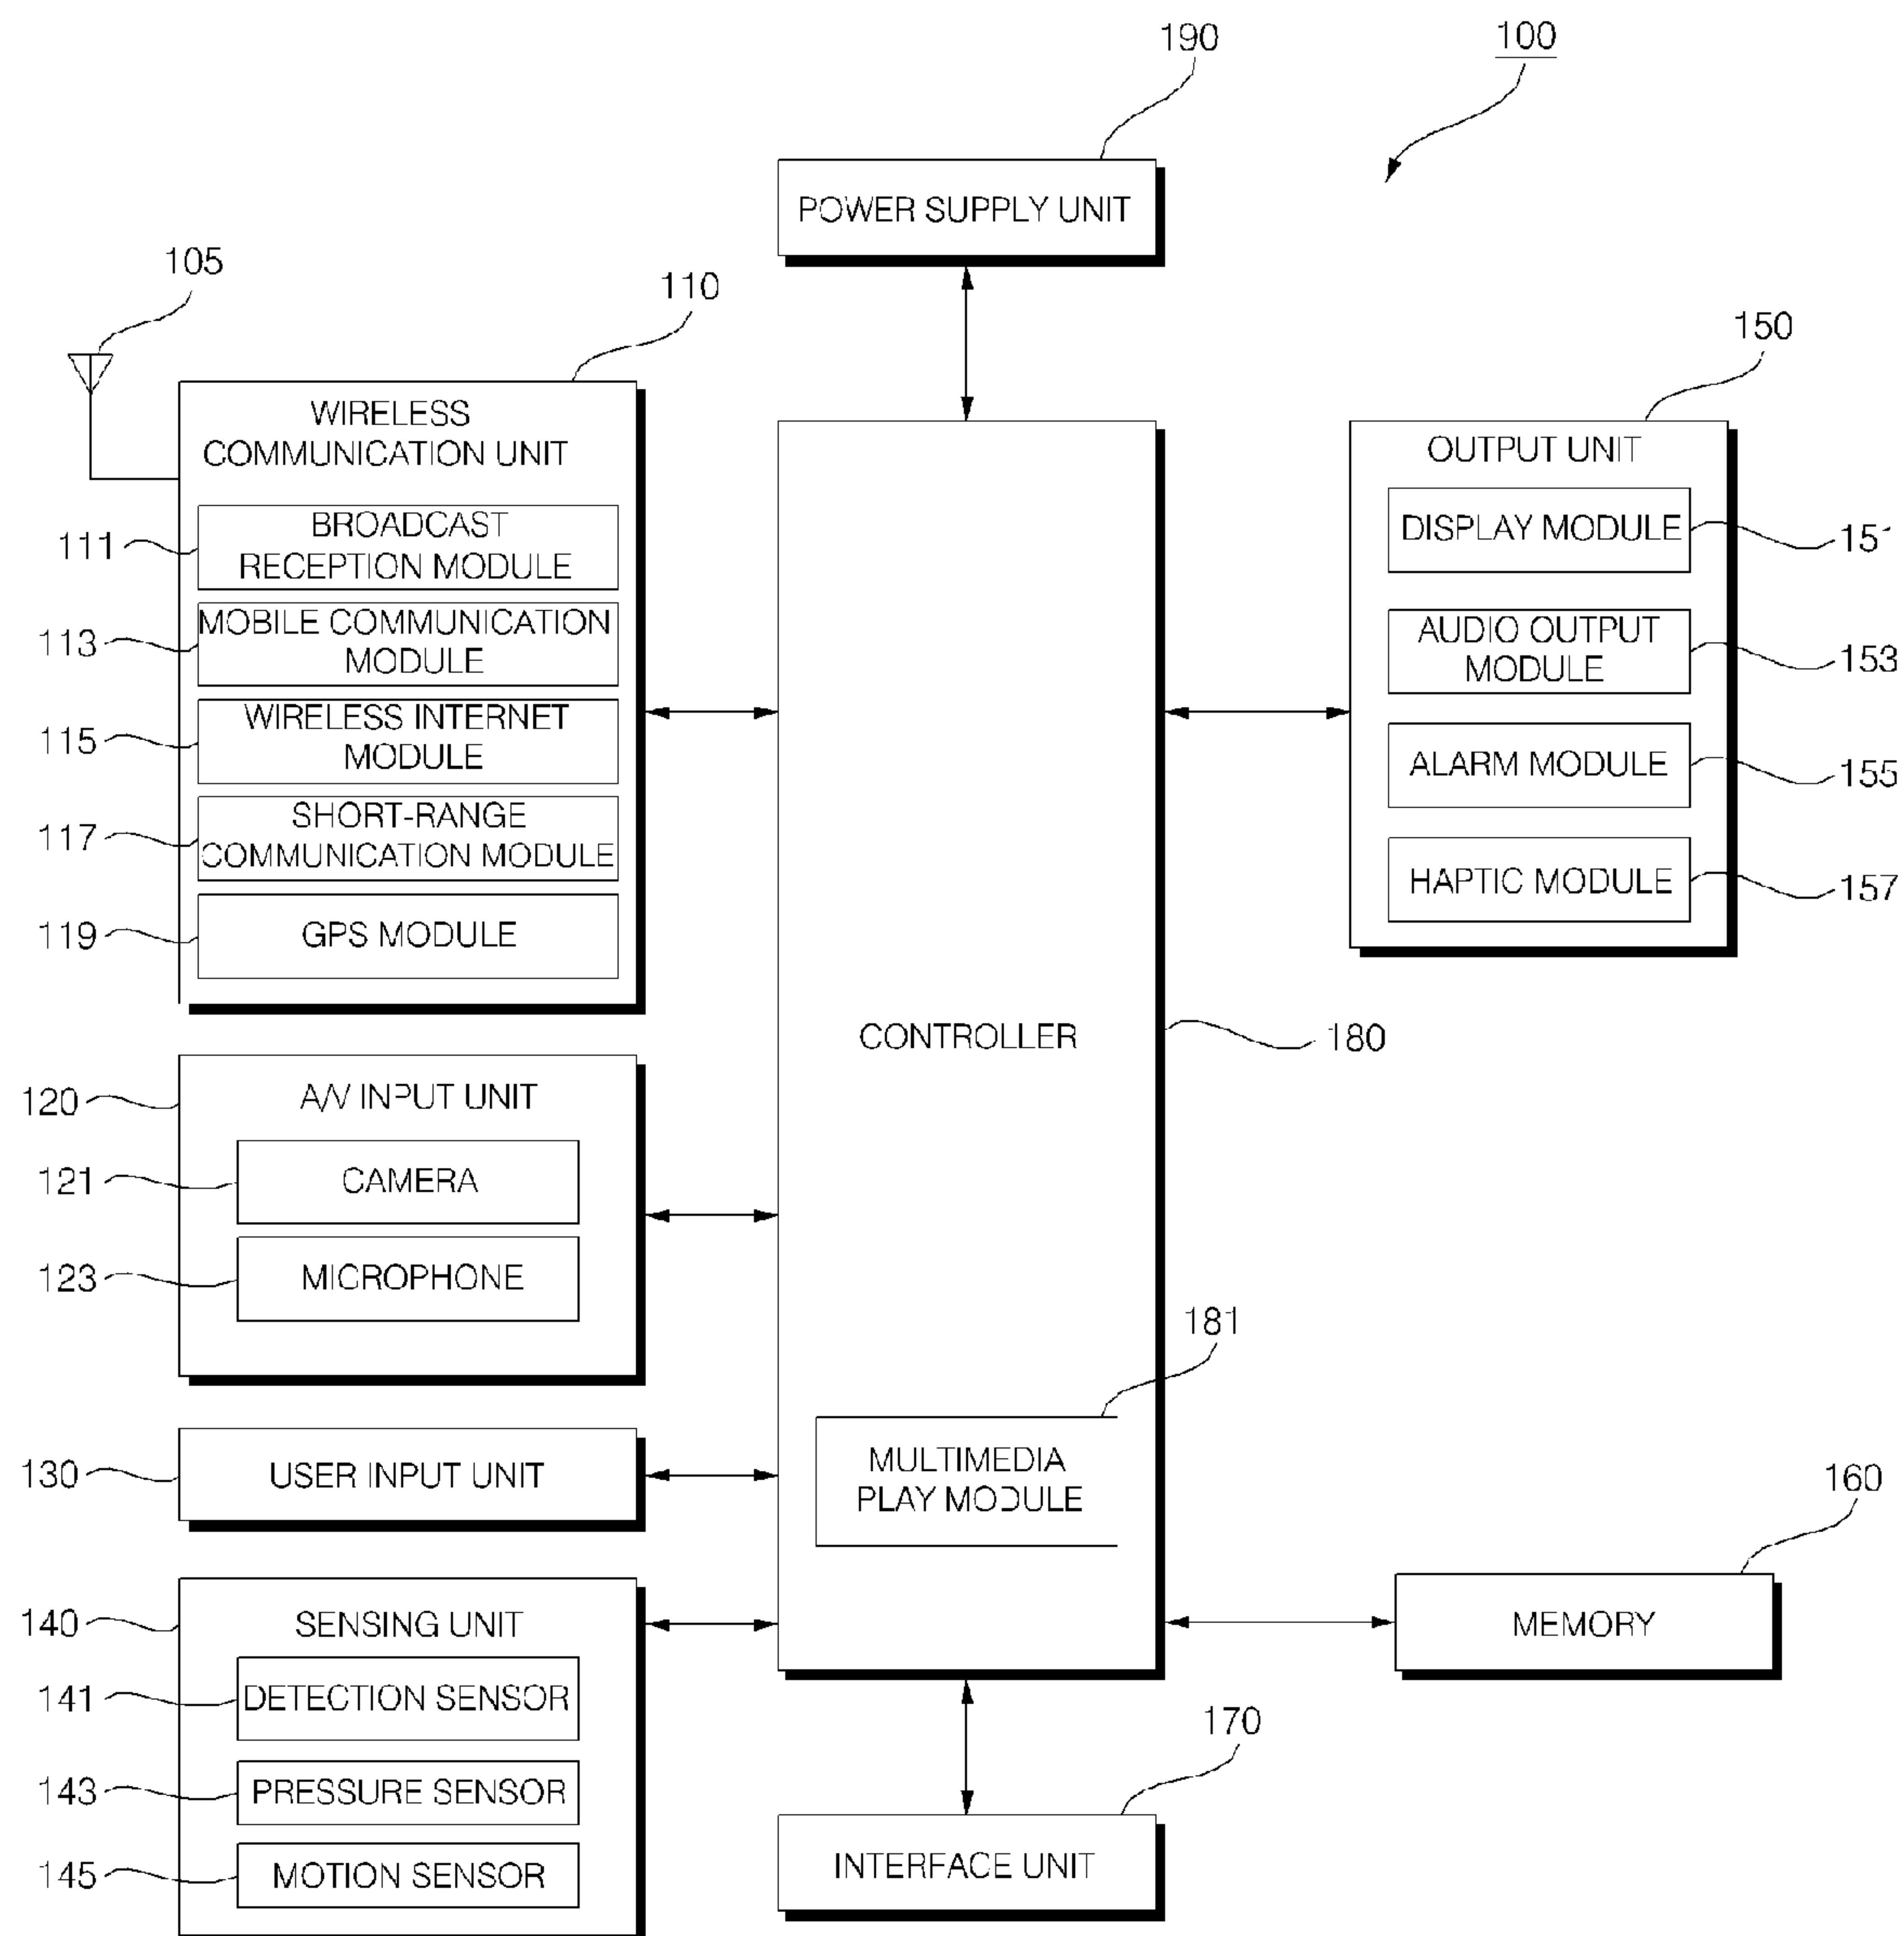 190
100
POWER SUPPLY UNIT
105
110
150
WIRELESS
COMMUNICATION UNIT
OUTPUT UNIT
111
BROADCAST
RECEPTION MODULE
DISPLAY MODULE
151
113
MOBILE COMMUNICATION
MODULE
AUDIO OUTPUT
MODULE
153
115
WIRELESS INTERNET
MODULE
ALARM MODULE
155
117
SHORT-RANGE
COMMUNICATION MODULE
HAPTIC MODULE
157
119
GPS MODULE
CONTROLLER
180
120
A/V INPUT UNIT
121
CAMERA
123
MICROPHONE
181
130
USER INPUT UNIT
MULTIMEDIA
PLAY MODULE
160
140
SENSING UNIT
MEMORY
141
DETECTION SENSOR
170
143
PRESSURE SENSOR
145
MOTION SENSOR
INTERFACE UNIT